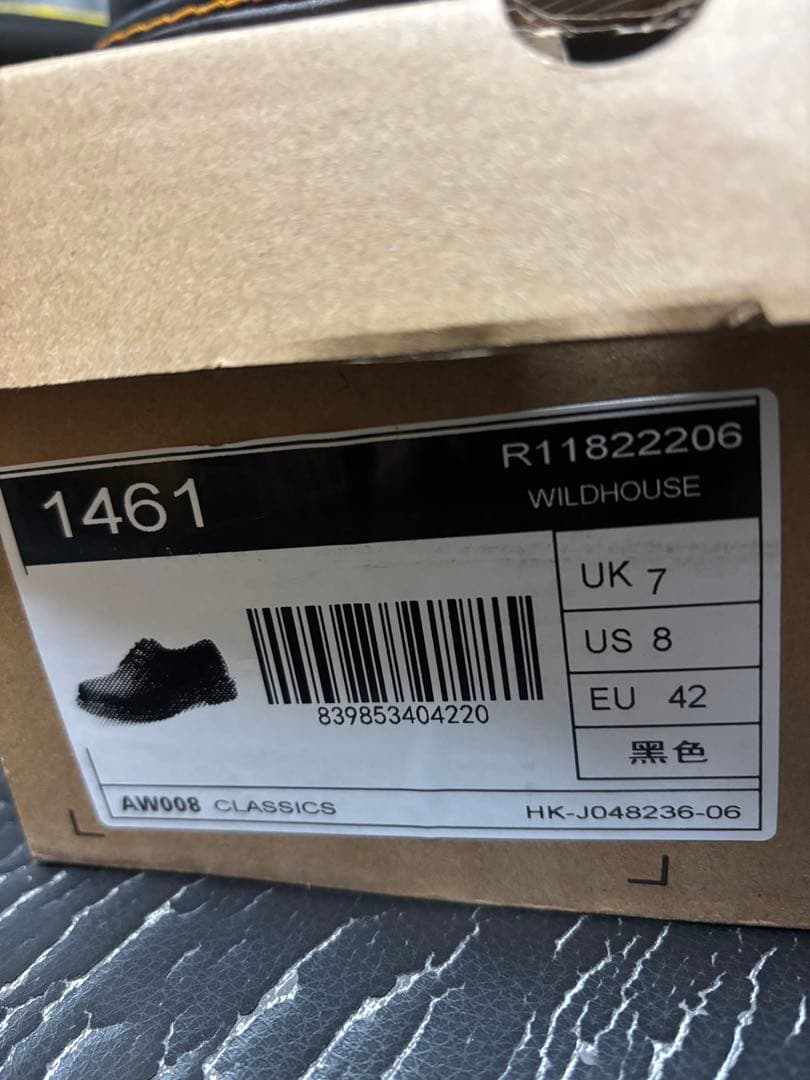 1461
R11822206
WILDHOUSE
UK 7
US 8
EU 42
黑色
839853404220
AW008 CLASSICS
HK-J048236-06